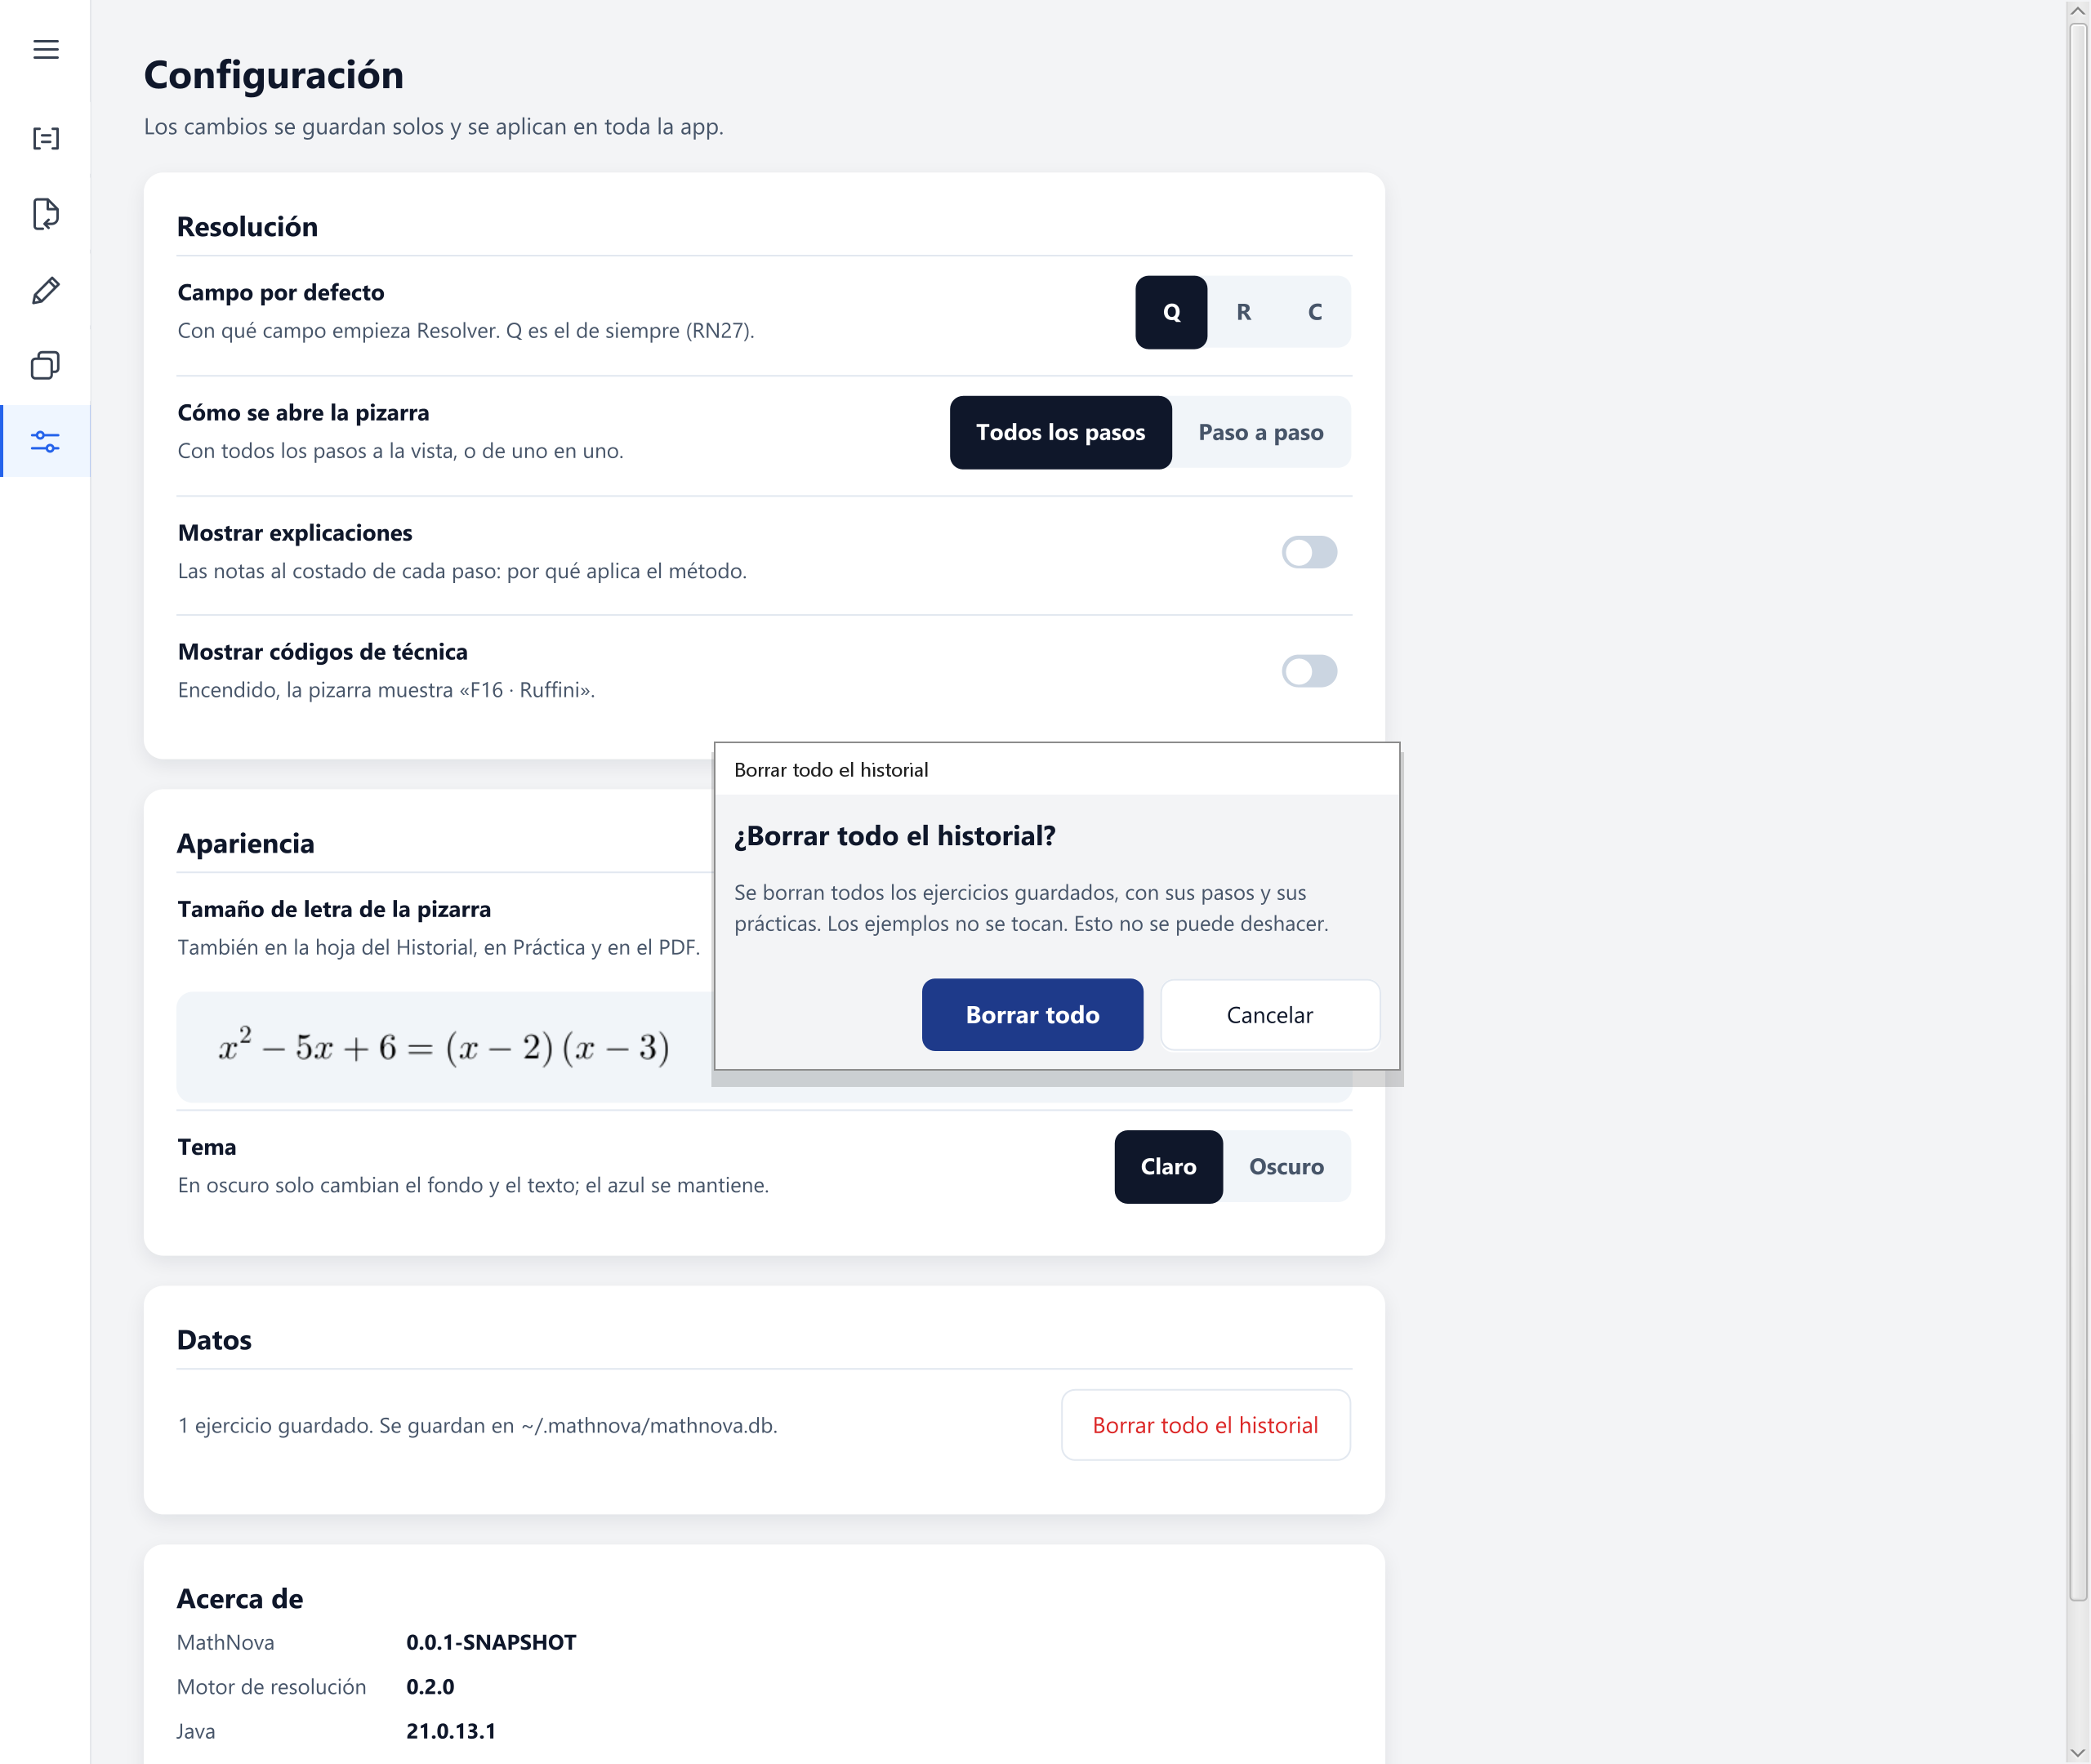 Configuración
Los cambios se guardan solos y se aplican en toda la app.
Resolución
Campo por defecto
Con qué campo empieza Resolver. Q es el de siempre (RN27).
Q R C
Cómo se abre la pizarra
Con todos los pasos a la vista, o de uno en uno.
Todos los pasos Paso a paso
Mostrar explicaciones
Las notas al costado de cada paso: por qué aplica el método.
Mostrar códigos de técnica
Encendido, la pizarra muestra «F16 · Ruffini».
Borrar todo el historial
¿Borrar todo el historial?
Se borran todos los ejercicios guardados, con sus pasos y sus
prácticas. Los ejemplos no se tocan. Esto no se puede deshacer.
Borrar todo Cancelar
Apariencia
Tamaño de letra de la pizarra
También en la hoja del Historial, en Práctica y en el PDF.
x² − 5x + 6 = (x − 2) (x − 3)
Tema
En oscuro solo cambian el fondo y el texto; el azul se mantiene.
Claro Oscuro
Datos
1 ejercicio guardado. Se guardan en ~/.mathnova/mathnova.db.
Borrar todo el historial
Acerca de
MathNova 0.0.1-SNAPSHOT
Motor de resolución 0.2.0
Java 21.0.13.1